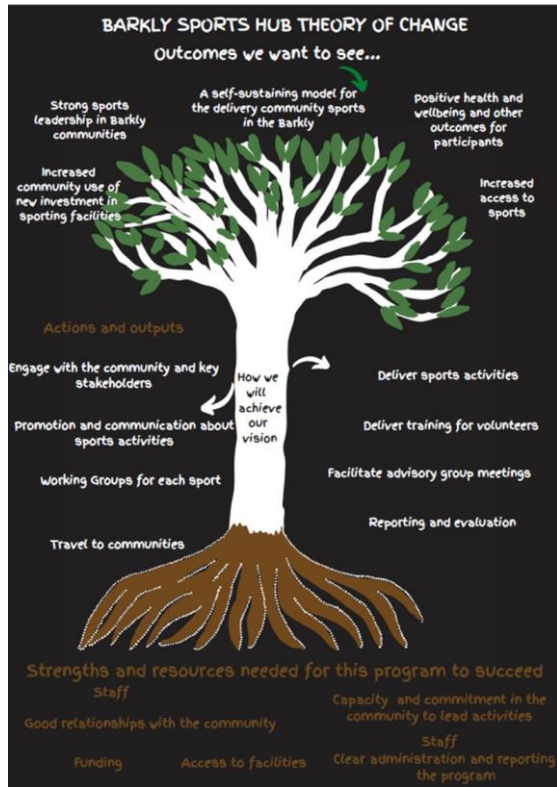 BARKLY SPORTS HUB THEORY OF CHANGE
Outcomes we want to see...
Strong sports
leadership in Barkly
communities
A self-sustaining model for
the delivery community sports
in the Barkly
Positive health and
wellbeing and other
outcomes for
participants
Increased
community use of
new investment in
sporting facilities
Increased
access to
sports
Actions and outputs
Engage with the community and key
stakeholders
Promotion and communication about
sports activities
Working Groups for each sport
Travel to communities
How we
will
achieve
our
vision
Deliver sports activities
Deliver training for volunteers
Facilitate advisory group meetings
Reporting and evaluation
Strengths and resources needed for this program to succeed
Staff
Good relationships with the community
Funding
Access to facilities
Capacity and commitment in the
community to lead activities
Staff
Clear administration and reporting
the program